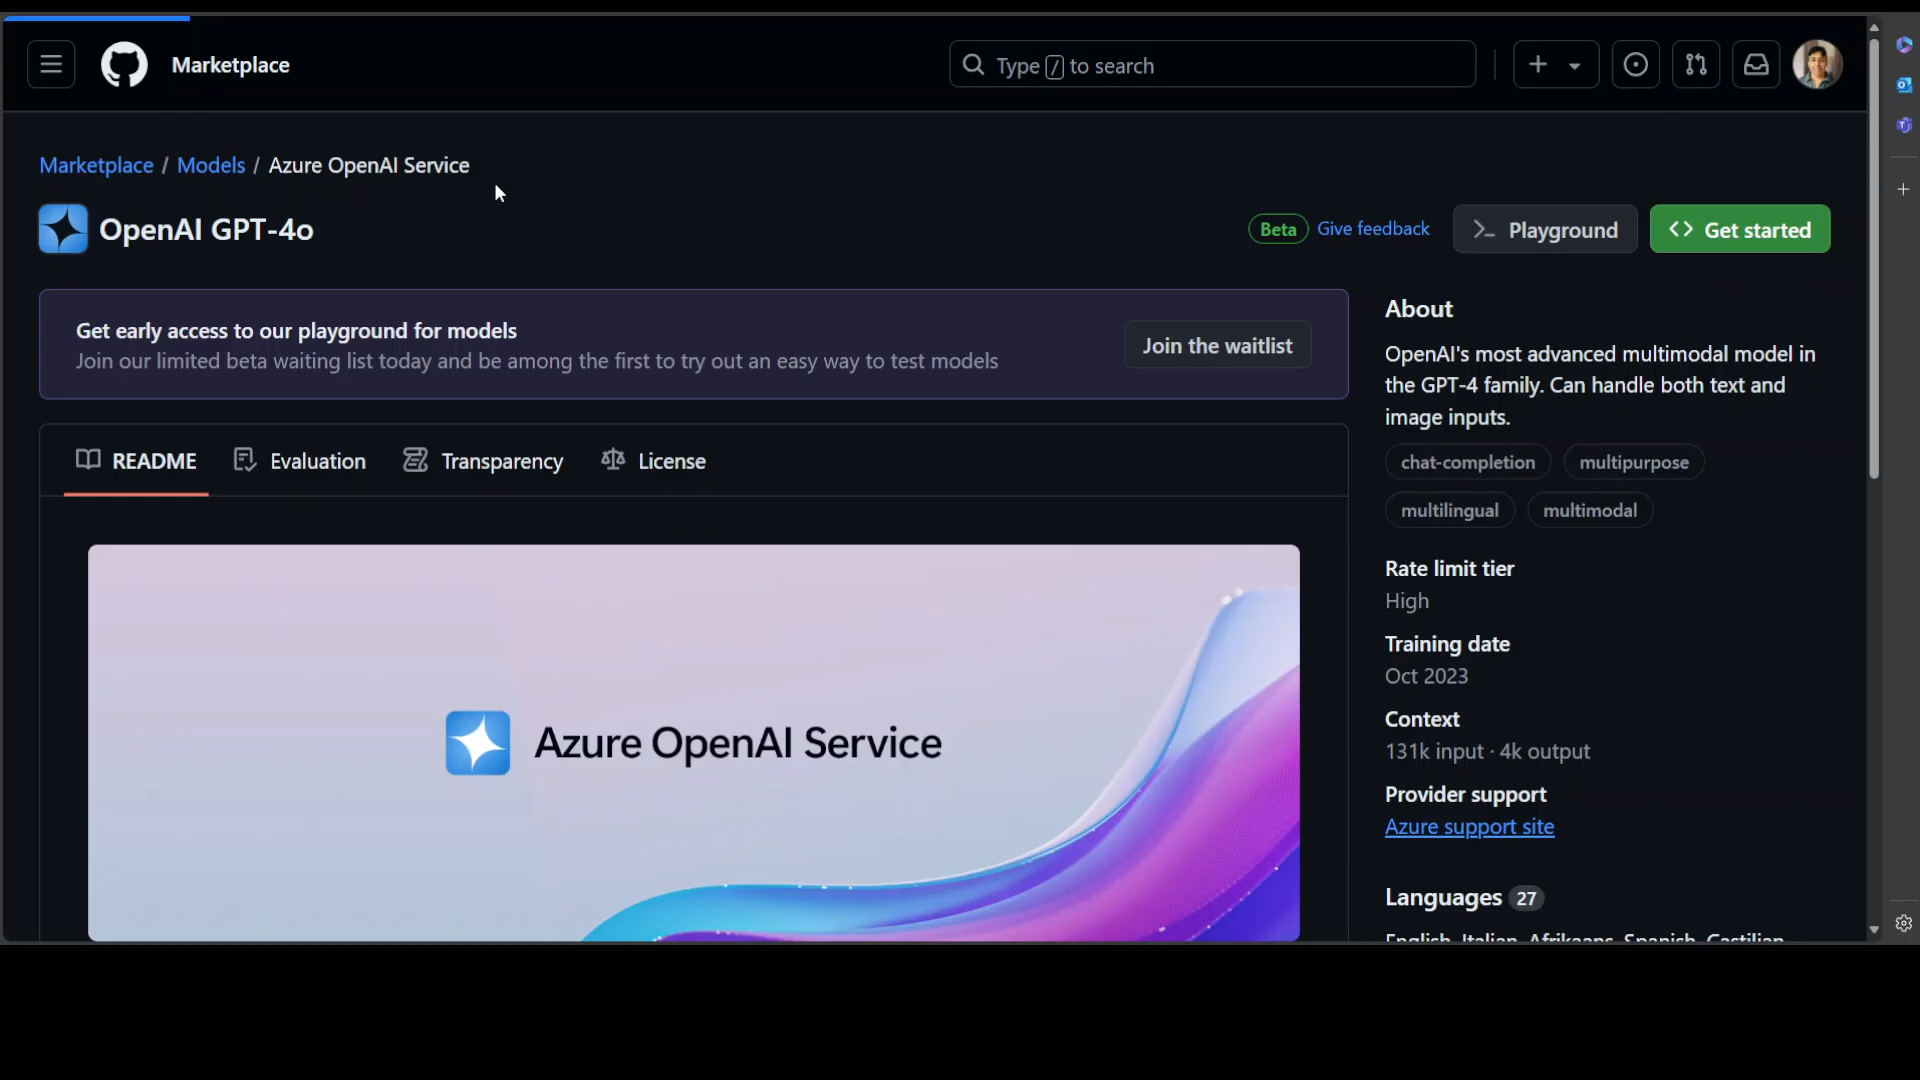 Marketplace
Type / to search
Marketplace / Models / Azure OpenAI Service
OpenAI GPT-4o
Beta
Give feedback
Playground
Get started
Get early access to our playground for models
Join our limited beta waiting list today and be among the first to try out an easy way to test models
Join the waitlist
README
Evaluation
Transparency
License
Azure OpenAI Service
About
OpenAI's most advanced multimodal model in
the GPT-4 family. Can handle both text and
image inputs.
chat-completion
multipurpose
multilingual
multimodal
Rate limit tier
High
Training date
Oct 2023
Context
131k input · 4k output
Provider support
Azure support site
Languages 27
English, Italian, Afrikaans, Spanish, Castilian,